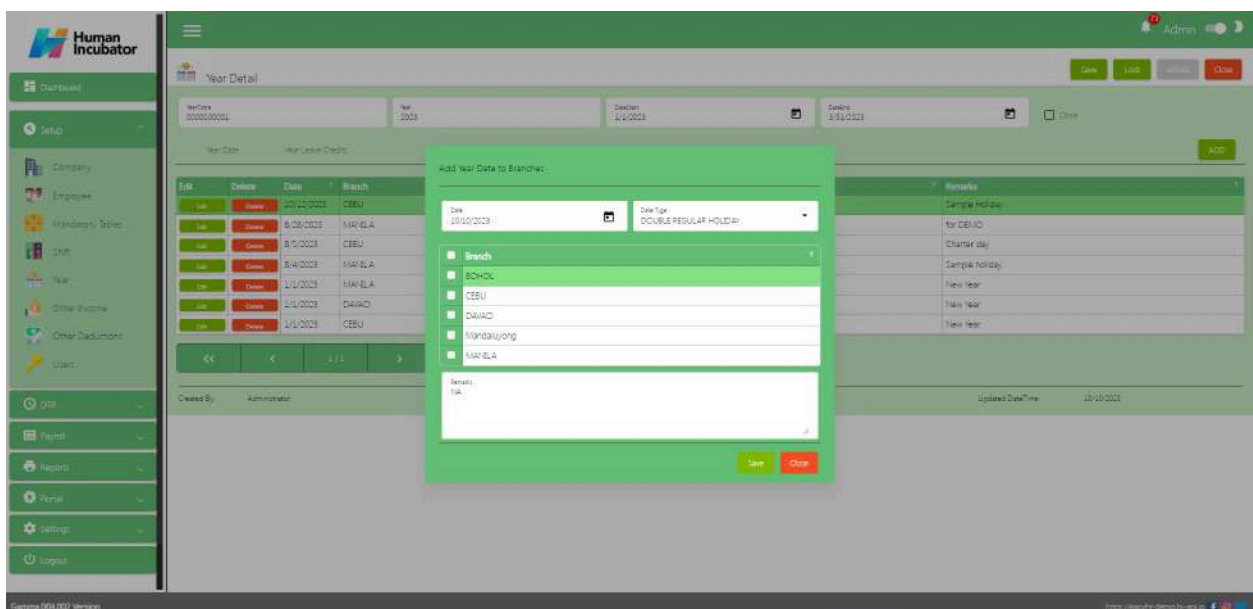 Human
Incubator
73
Admin
Dashboard
Year Detail
Save
Lock
Close
YearCode
0000000001
Year
2023
DateStart
1/1/2023
DateEnd
3/31/2023
Close
Setup
Year Date
Year Leave Credits
ADD
Company
Employee
Mandatory Tables
Shift
Year
Other Income
Other Deductions
Users
DTR
Payroll
Reports
Portal
Settings
Logout
Edit Delete Date Branch Remarks
Edit Delete CEBU Sample Holiday
Edit Delete 8/28/2023 MANILA for DEMO
Edit Delete CEBU Charter day
Edit Delete 8/4/2023 MANILA Sample holiday
Edit Delete 1/1/2023 MANILA New Year
Edit Delete 1/1/2023 DAVAO New Year
Edit Delete 1/1/2023 CEBU New Year
<< < 1/1 >
Created By: Administrator
Updated DateTime: 10/10/2023
Add Year Date to Branches
Date
10/10/2023
Date Type
DOUBLE REGULAR HOLIDAY
Branch
BOHOL
CEBU
DAVAO
Mandaluyong
MANILA
Remarks
NA
Save
Close
Gamma 004.002 Version